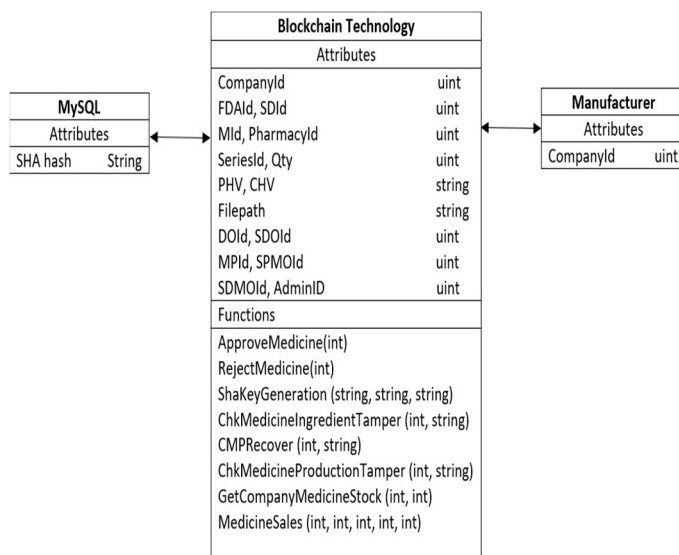 MySQL
Attributes
SHA hash String
Blockchain Technology
Attributes
CompanyId uint
FDAId, SDId uint
MId, PharmacyId uint
SeriesId, Qty uint
PHV, CHV string
Filepath string
DOId, SDOId uint
MPId, SPMOId uint
SDMOId, AdminID uint
Functions
ApproveMedicine(int)
RejectMedicine(int)
ShaKeyGeneration (string, string, string)
ChkMedicineIngredientTamper (int, string)
CMPRecover (int, string)
ChkMedicineProductionTamper (int, string)
GetCompanyMedicineStock (int, int)
MedicineSales (int, int, int, int, int)
Manufacturer
Attributes
CompanyId uint